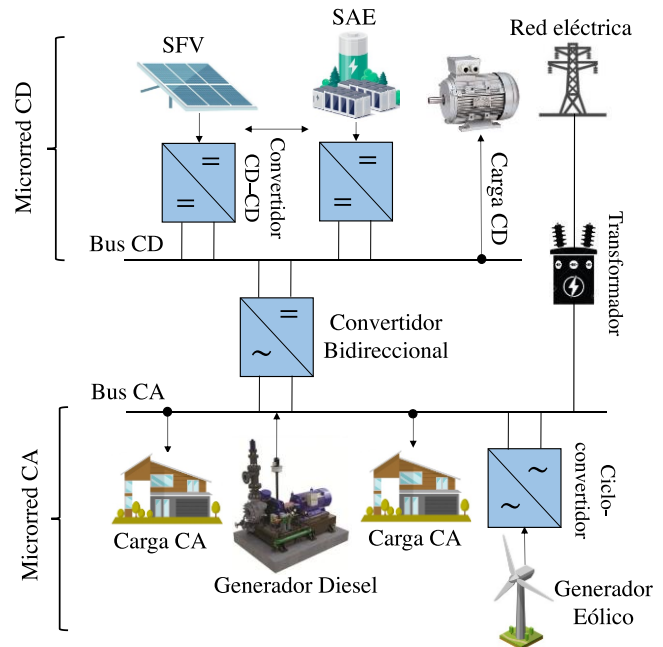 SAE
Red eléctrica
SFV
Microrred CD
Convertidor
CD–CD
Carga CD
Bus CD
Transformador
Convertidor
Bidireccional
Bus CA
Microrred CA
Ciclo-
convertidor
Carga CA
Carga CA
Generador Diesel
Generador
Eólico